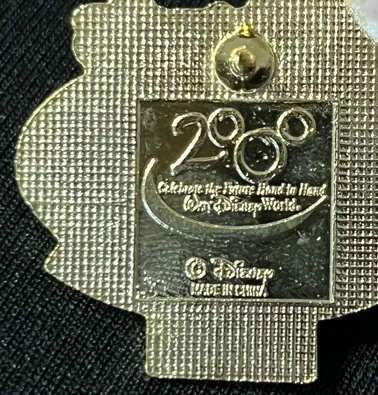 2000
Celebrate the Future Hand in Hand
Walt Disney World
© Disney
MADE IN CHINA